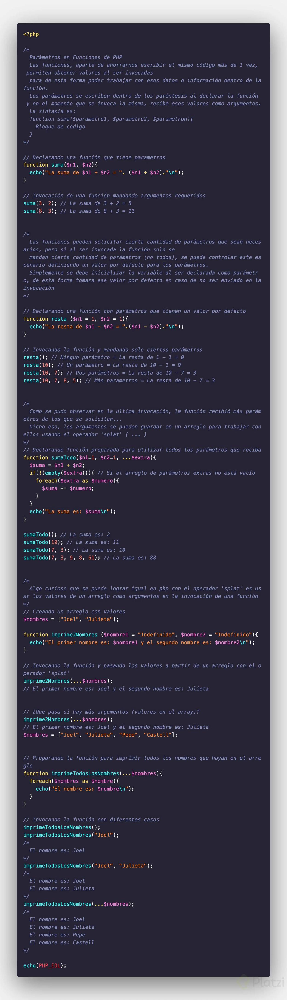 <?php
/*
Parámetros en Funciones de PHP
Las funciones, aparte de ahorrarnos escribir el mismo código más de 1 vez,
permiten obtener valores al ser invocadas
para de esta forma poder trabajar con esos datos o información dentro de la
función.
Los parámetros se escriben dentro de los paréntesis al declarar la función
y en el momento que se invoca la misma, recibe esos valores como argumentos.
La sintaxis es:
function suma($parametro1, $parametro2, $parametron){
Bloque de código
}
*/
// Declarando una función que tiene parametros
function suma($n1, $n2){
echo("La suma de $n1 + $n2 = ". ($n1 + $n2)."\n");
}
// Invocación de una función mandando argumentos requeridos
suma(3, 2); // La suma de 3 + 2 = 5
suma(8, 3); // La suma de 8 + 3 = 11
/*
Las funciones pueden solicitar cierta cantidad de parámetros que sean neces
arios, pero si al ser invocada la función solo se
mandan cierta cantidad de parámetros (no todos), se puede controlar este es
cenario definiendo un valor por defecto para los parámetros.
Simplemente se debe inicializar la variable al ser declarada como parámetr
o, de esta forma tomara ese valor por defecto en caso de no ser enviado en la
invocación
*/
// Declarando una función con parámetros que tienen un valor por defecto
function resta ($n1 = 1, $n2 = 1){
echo("La resta de $n1 - $n2 = ".($n1 - $n2)."\n");
}
// Invocando la función y mandando solo ciertos parámetros
resta(); // Ningun parámetro = La resta de 1 - 1 = 0
resta(10); // Un parámetro = La resta de 10 - 1 = 9
resta(10, 7); // Dos parámetros = La resta de 10 - 7 = 3
resta(10, 7, 8, 5); // Más parametros = La resta de 10 - 7 = 3
/*
Como se pudo observar en la última invocación, la función recibió más parám
etros de los que se solicitan...
Dicho eso, los argumentos se pueden guardar en un arreglo para trabajar con
ellos usando el operador 'splat' ( ... )
*/
// Declarando función preparada para utilizar todos los parámetros que reciba
function sumaTodo($n1=1, $n2=1, ...$extra){
$suma = $n1 + $n2;
if(!(empty($extra))){ // Si el arreglo de parámetros extras no está vacío
foreach($extra as $numero){
$suma += $numero;
}
}
echo("La suma es: $suma\n");
}
sumaTodo(); // La suma es: 2
sumaTodo(10); // La suma es: 11
sumaTodo(7, 3); // La suma es: 10
sumaTodo(7, 3, 9, 8, 61); // La suma es: 88
/*
Algo curioso que se puede lograr igual en php con el operador 'splat' es us
ar los valores de un arreglo como argumentos en la invocación de una función
*/
// Creando un arreglo con valores
$nombres = ["Joel", "Julieta"];
function imprime2Nombres ($nombre1 = "Indefinido", $nombre2 = "Indefinido"){
echo("El primer nombre es: $nombre1 y el segundo nombre es: $nombre2\n");
}
// Invocando la función y pasando los valores a partir de un arreglo con el o
perador 'splat'
imprime2Nombres(...$nombres);
// El primer nombre es: Joel y el segundo nombre es: Julieta
// ¿Que pasa si hay más argumentos (valores en el array)?
imprime2Nombres(...$nombres);
// El primer nombre es: Joel y el segundo nombre es: Julieta
$nombres = ["Joel", "Julieta", "Pepe", "Castell"];
// Preparando la función para imprimir todos los nombres que hayan en el arre
glo
function imprimeTodosLosNombres(...$nombres){
foreach($nombres as $nombre){
echo("El nombre es: $nombre\n");
}
}
// Invocando la función con diferentes casos
imprimeTodosLosNombres();
imprimeTodosLosNombres("Joel");
/*
El nombre es: Joel
*/
imprimeTodosLosNombres("Joel", "Julieta");
/*
El nombre es: Joel
El nombre es: Julieta
*/
imprimeTodosLosNombres(...$nombres);
/*
El nombre es: Joel
El nombre es: Julieta
El nombre es: Pepe
El nombre es: Castell
*/
echo(PHP_EOL);
Platzi